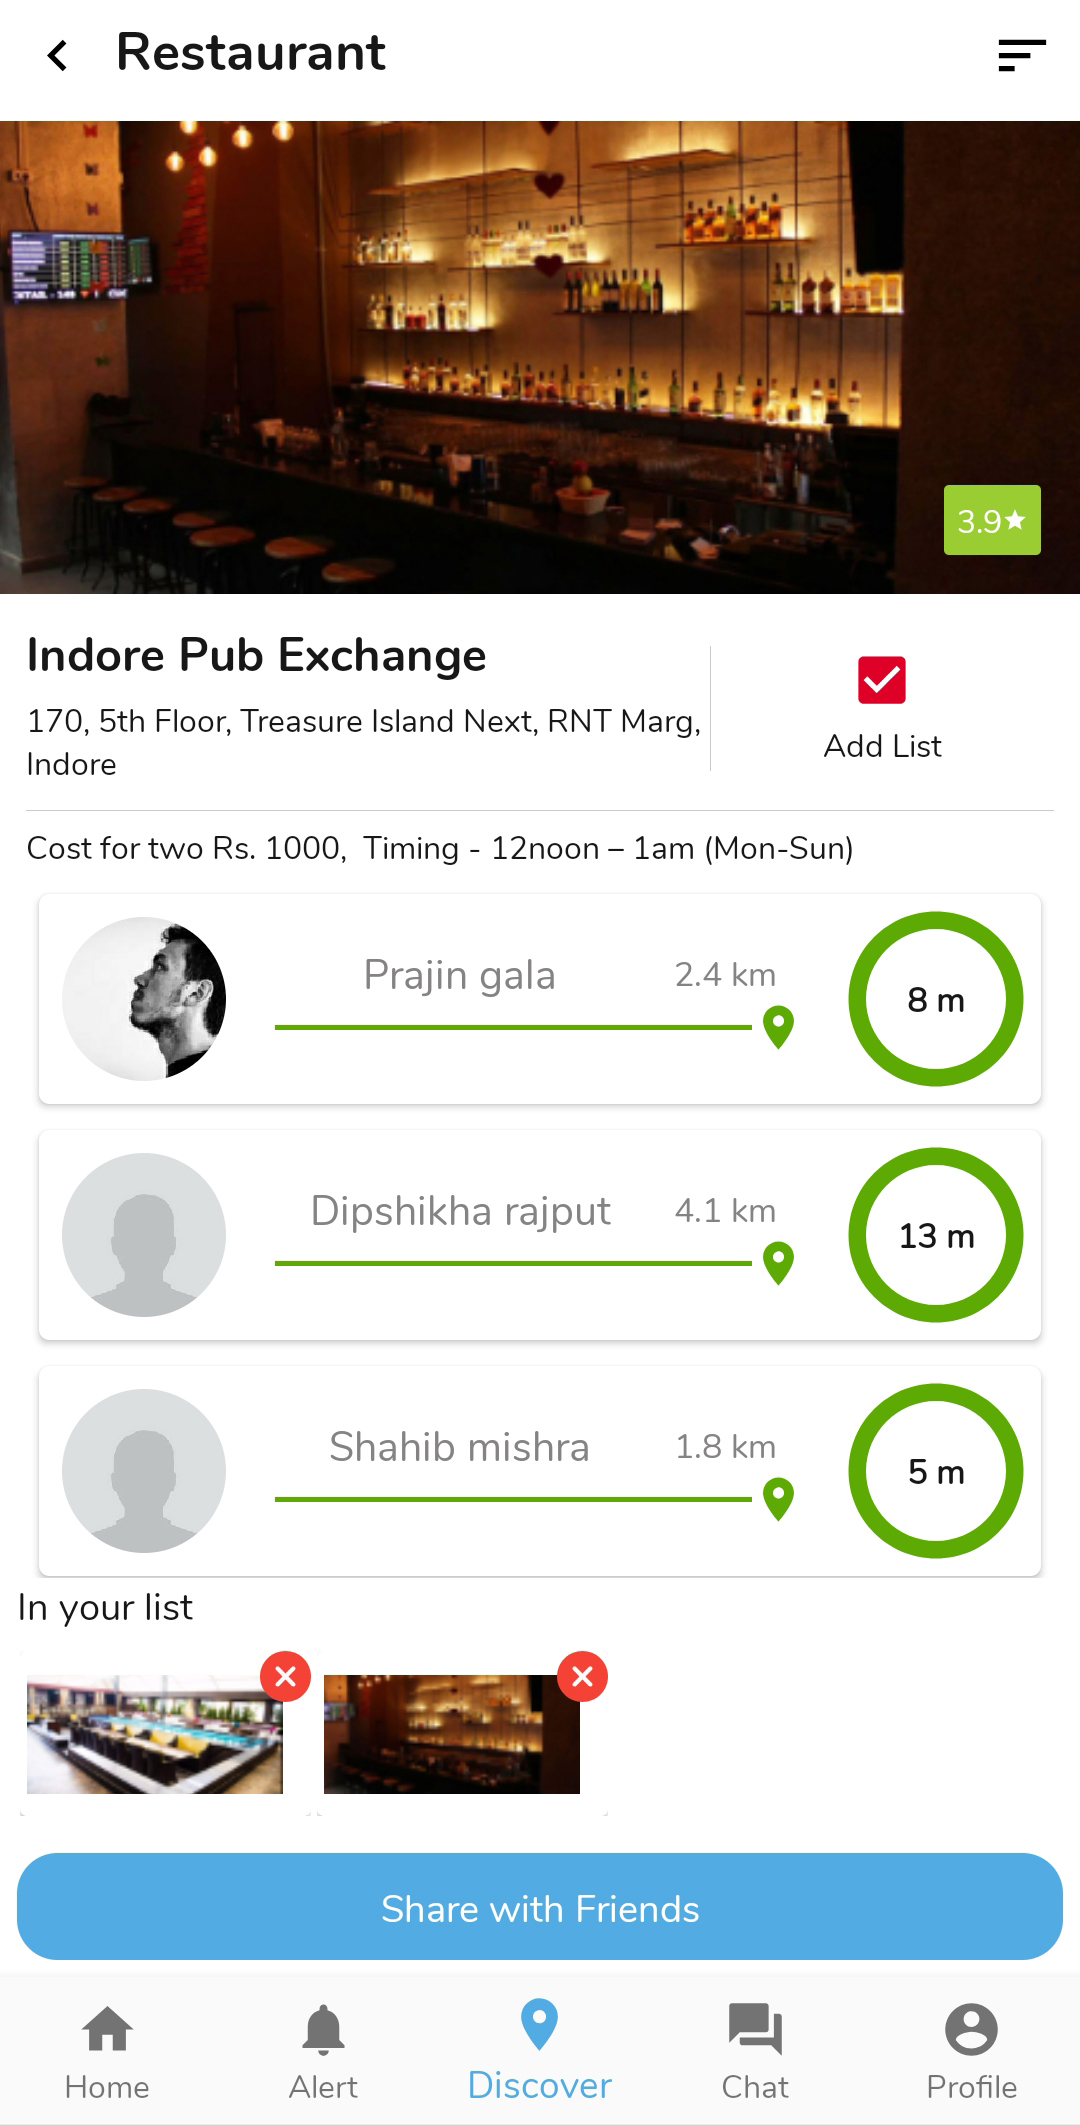 Restaurant
3.9★
Indore Pub Exchange
170, 5th Floor, Treasure Island Next, RNT Marg,
Indore
Add List
Cost for two Rs. 1000,  Timing - 12noon – 1am (Mon-Sun)
Prajin gala 2.4 km 8 m
Dipshikha rajput 4.1 km 13 m
Shahib mishra 1.8 km 5 m
In your list
Share with Friends
Home Alert Discover Chat Profile